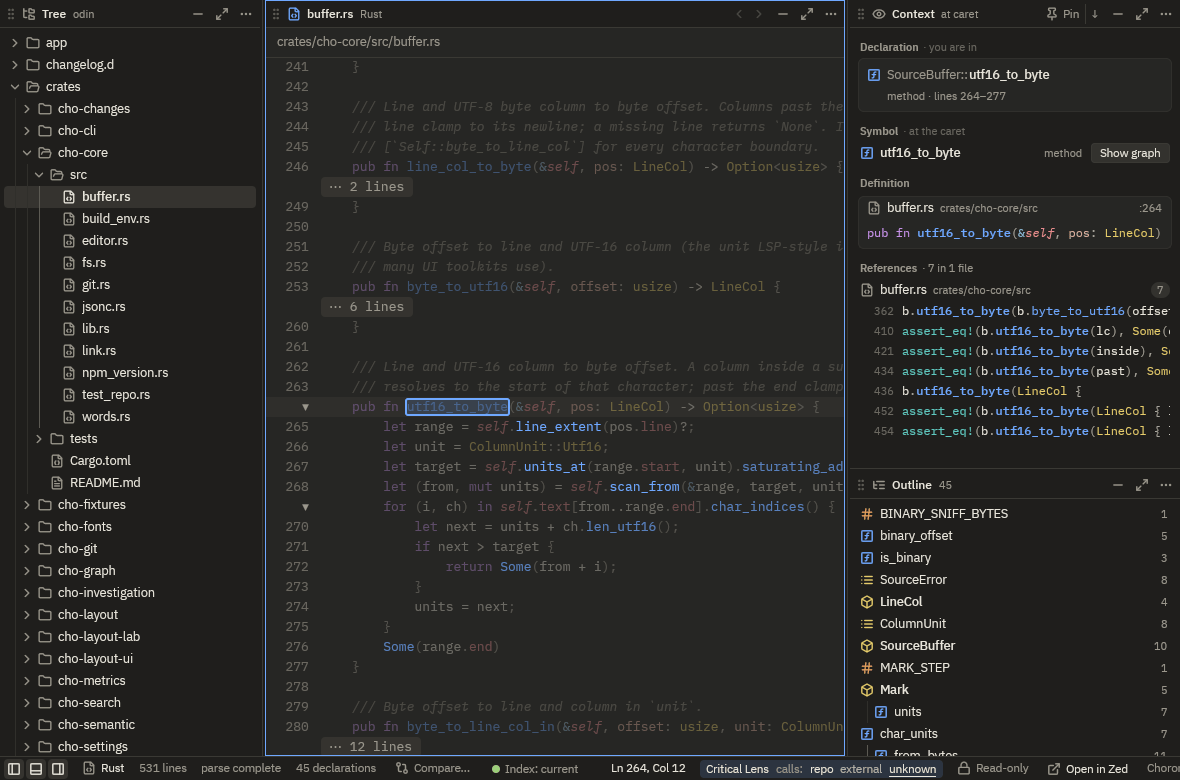 Tree odin
app
changelog.d
crates
cho-changes
cho-cli
cho-core
src
buffer.rs
build_env.rs
editor.rs
fs.rs
git.rs
jsonc.rs
lib.rs
link.rs
npm_version.rs
test_repo.rs
words.rs
tests
Cargo.toml
README.md
cho-fixtures
cho-fonts
cho-git
cho-graph
cho-investigation
cho-layout
cho-layout-lab
cho-layout-ui
cho-metrics
cho-search
cho-semantic
cho-settings
buffer.rs Rust
crates/cho-core/src/buffer.rs
241 }
242
243 /// Line and UTF-8 byte column to byte offset. Columns past the
244 /// line clamp to its newline; a missing line returns `None`. I
245 /// [`Self::byte_to_line_col`] for every character boundary.
246 pub fn line_col_to_byte(&self, pos: LineCol) -> Option<usize> {
··· 2 lines
249 }
250
251 /// Byte offset to line and UTF-16 column (the unit LSP-style i
252 /// many UI toolkits use).
253 pub fn byte_to_utf16(&self, offset: usize) -> LineCol {
··· 6 lines
260 }
261
262 /// Line and UTF-16 column to byte offset. A column inside a su
263 /// resolves to the start of that character; past the end clamp
pub fn utf16_to_byte(&self, pos: LineCol) -> Option<usize> {
265 let range = self.line_extent(pos.line)?;
266 let unit = ColumnUnit::Utf16;
267 let target = self.units_at(range.start, unit).saturating_ad
268 let (from, mut units) = self.scan_from(&range, target, unit
for (i, ch) in self.text[from..range.end].char_indices() {
270 let next = units + ch.len_utf16();
271 if next > target {
272 return Some(from + i);
273 }
274 units = next;
275 }
276 Some(range.end)
277 }
278
279 /// Byte offset to line and column in `unit`.
280 pub fn byte_to_line_col_in(&self, offset: usize, unit: ColumnUn
··· 12 lines
Context at caret Pin
Declaration · you are in
SourceBuffer::utf16_to_byte
method · lines 264–277
Symbol · at the caret
utf16_to_byte method Show graph
Definition
buffer.rs crates/cho-core/src :264
pub fn utf16_to_byte(&self, pos: LineCol)
References · 7 in 1 file
buffer.rs crates/cho-core/src 7
362 b.utf16_to_byte(b.byte_to_utf16(offse
410 assert_eq!(b.utf16_to_byte(lc), Some(
421 assert_eq!(b.utf16_to_byte(inside), S
434 assert_eq!(b.utf16_to_byte(past), Som
436 b.utf16_to_byte(LineCol {
452 assert_eq!(b.utf16_to_byte(LineCol {
454 assert_eq!(b.utf16_to_byte(LineCol {
Outline 45
BINARY_SNIFF_BYTES 1
binary_offset 5
is_binary 3
SourceError 8
LineCol 4
ColumnUnit 8
SourceBuffer 10
MARK_STEP 1
Mark 5
units 7
char_units 7
from_bytes 11
Rust 531 lines parse complete 45 declarations Compare... Index: current Ln 264, Col 12 Critical Lens calls: repo external unknown Read-only Open in Zed Choro